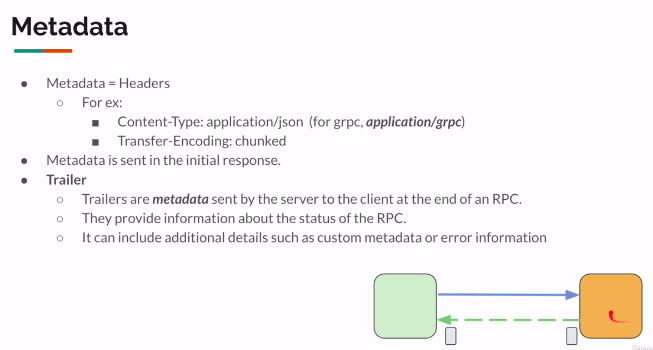 Metadata
● Metadata = Headers
○ For ex:
■ Content-Type: application/json (for grpc, application/grpc)
■ Transfer-Encoding: chunked
● Metadata is sent in the initial response.
● Trailer
○ Trailers are metadata sent by the server to the client at the end of an RPC.
○ They provide information about the status of the RPC.
○ It can include additional details such as custom metadata or error information